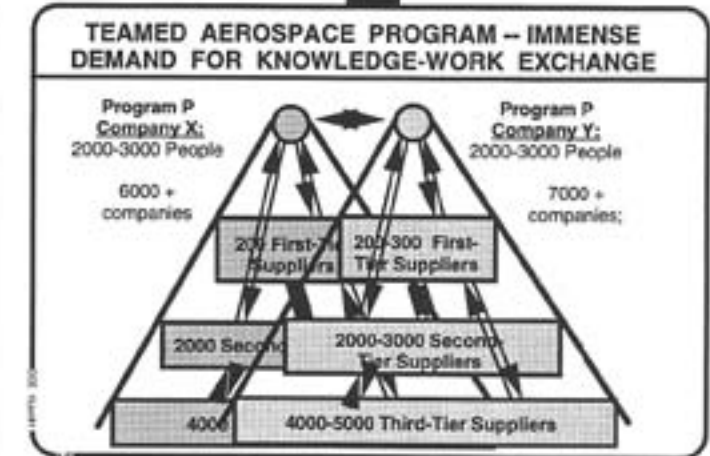 TEAMED AEROSPACE PROGRAM -- IMMENSE
DEMAND FOR KNOWLEDGE-WORK EXCHANGE
Program P
Company X:
2000-3000 People
6000 +
companies
Program P
Company Y:
2000-3000 People
7000 +
companies;
First-
Suppliers
200-300 First-
Tier Suppliers
2000
2000-3000 Second-
Tier Suppliers
4000
4000-5000 Third-Tier Suppliers